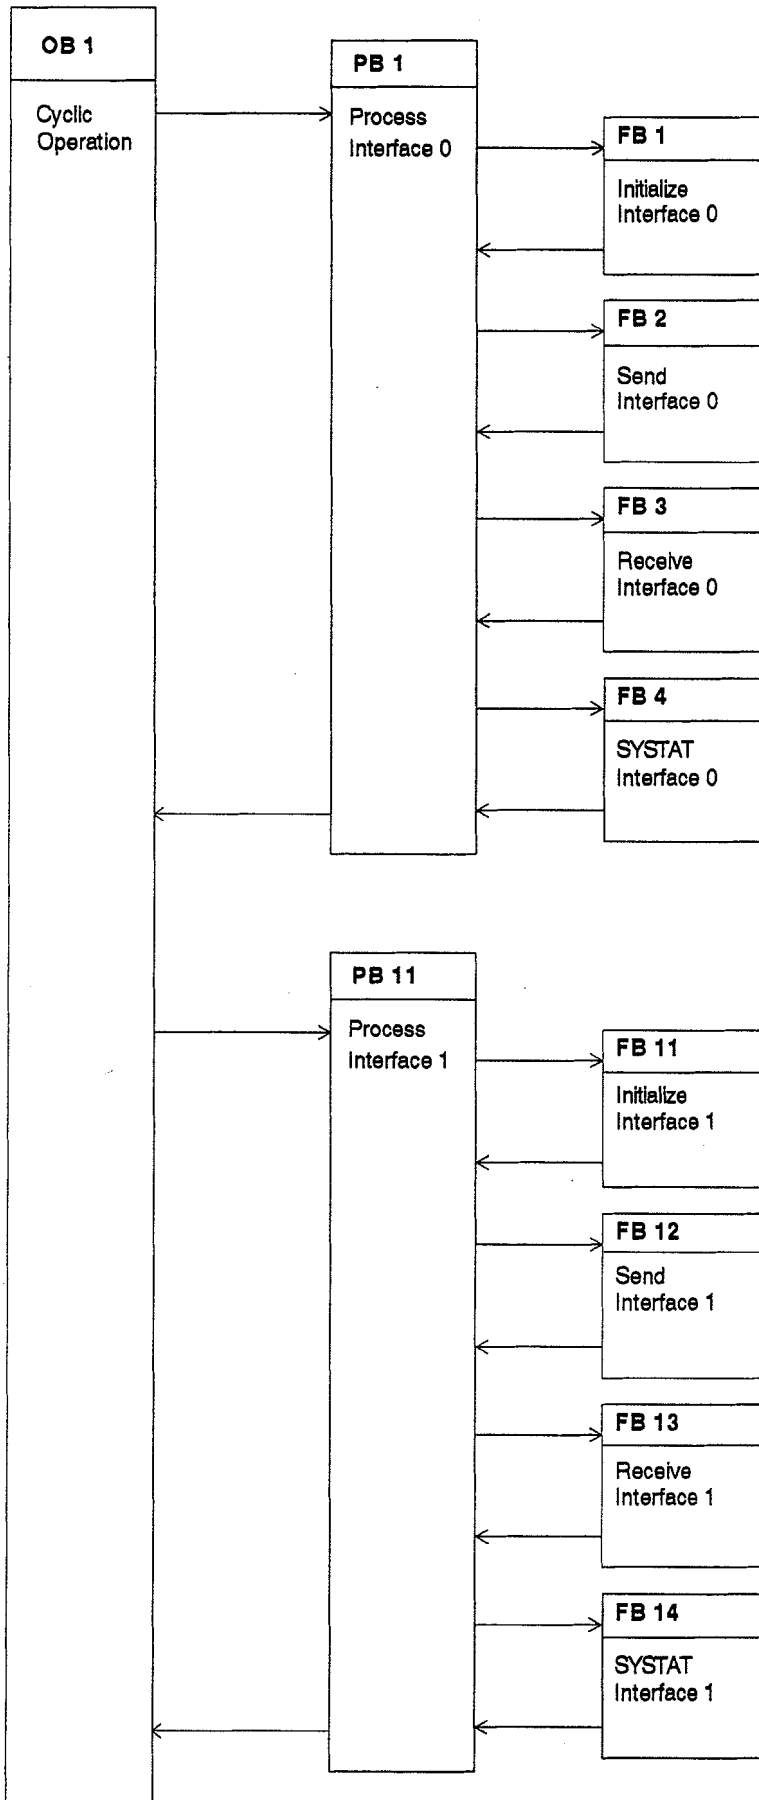 OB 1
Cyclic
Operation
PB 1
Process
Interface 0
FB 1
Initialize
Interface 0
FB 2
Send
Interface 0
FB 3
Receive
Interface 0
FB 4
SYSTAT
Interface 0
PB 11
Process
Interface 1
FB 11
Initialize
Interface 1
FB 12
Send
Interface 1
FB 13
Receive
Interface 1
FB 14
SYSTAT
Interface 1